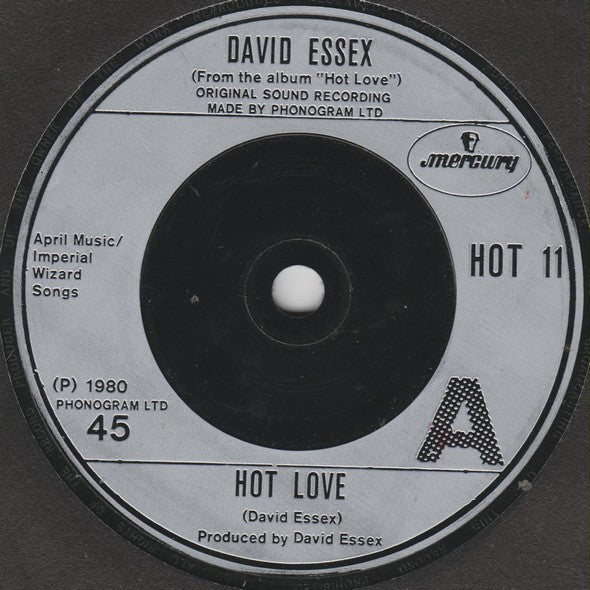 DAVID ESSEX
(From the album "Hot Love")
ORIGINAL SOUND RECORDING
MADE BY PHONOGRAM LTD
mercury
April Music/
Imperial
Wizard
Songs
HOT 11
(P) 1980
PHONOGRAM LTD
45
A
HOT LOVE
(David Essex)
Produced by David Essex